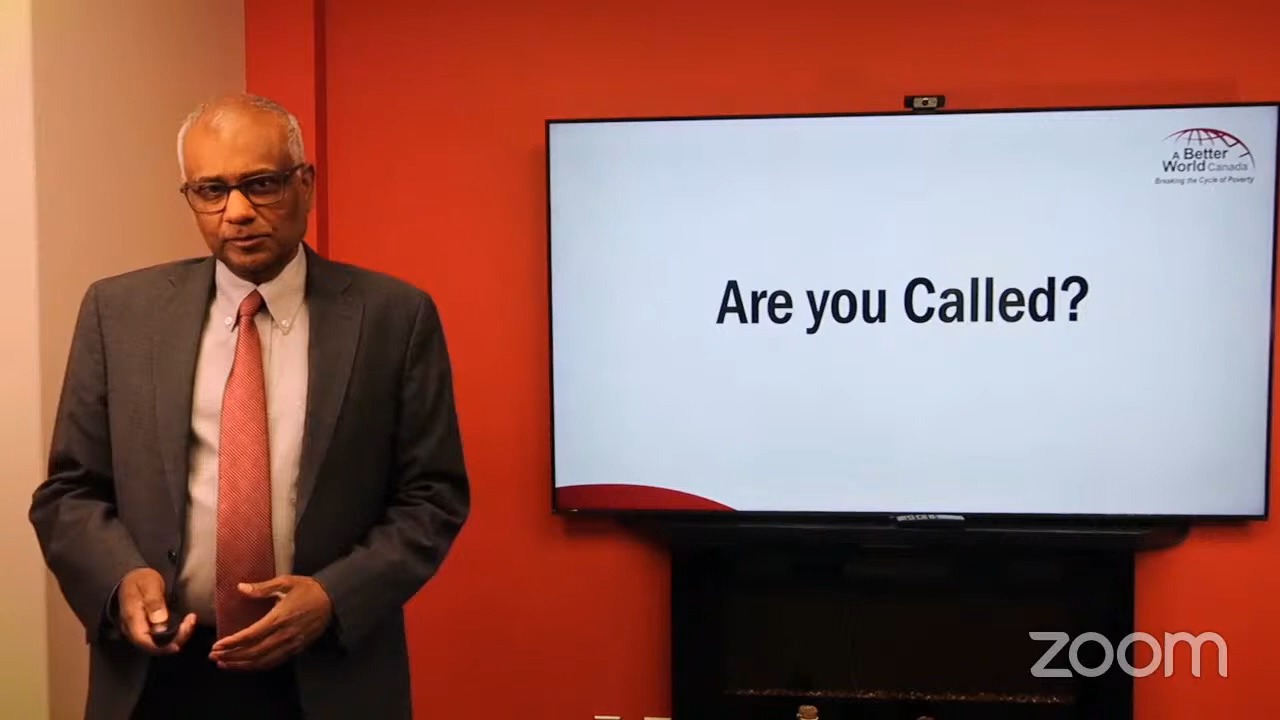 A Better
World Canada
Breaking the Cycle of Poverty
Are you Called?
zoom